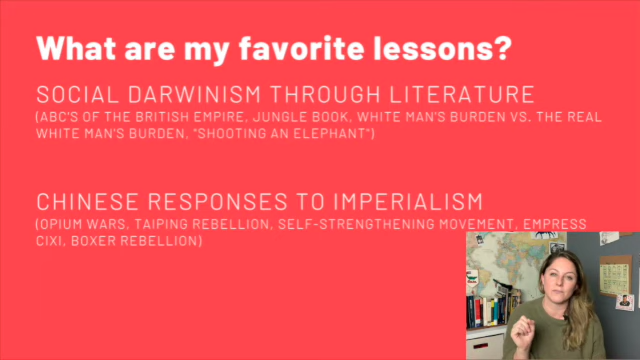 What are my favorite lessons?
SOCIAL DARWINISM THROUGH LITERATURE
(ABC'S OF THE BRITISH EMPIRE, JUNGLE BOOK, WHITE MAN'S BURDEN VS. THE REAL
WHITE MAN'S BURDEN, "SHOOTING AN ELEPHANT")
CHINESE RESPONSES TO IMPERIALISM
(OPIUM WARS, TAIPING REBELLION, SELF-STRENGTHENING MOVEMENT, EMPRESS
CIXI, BOXER REBELLION)